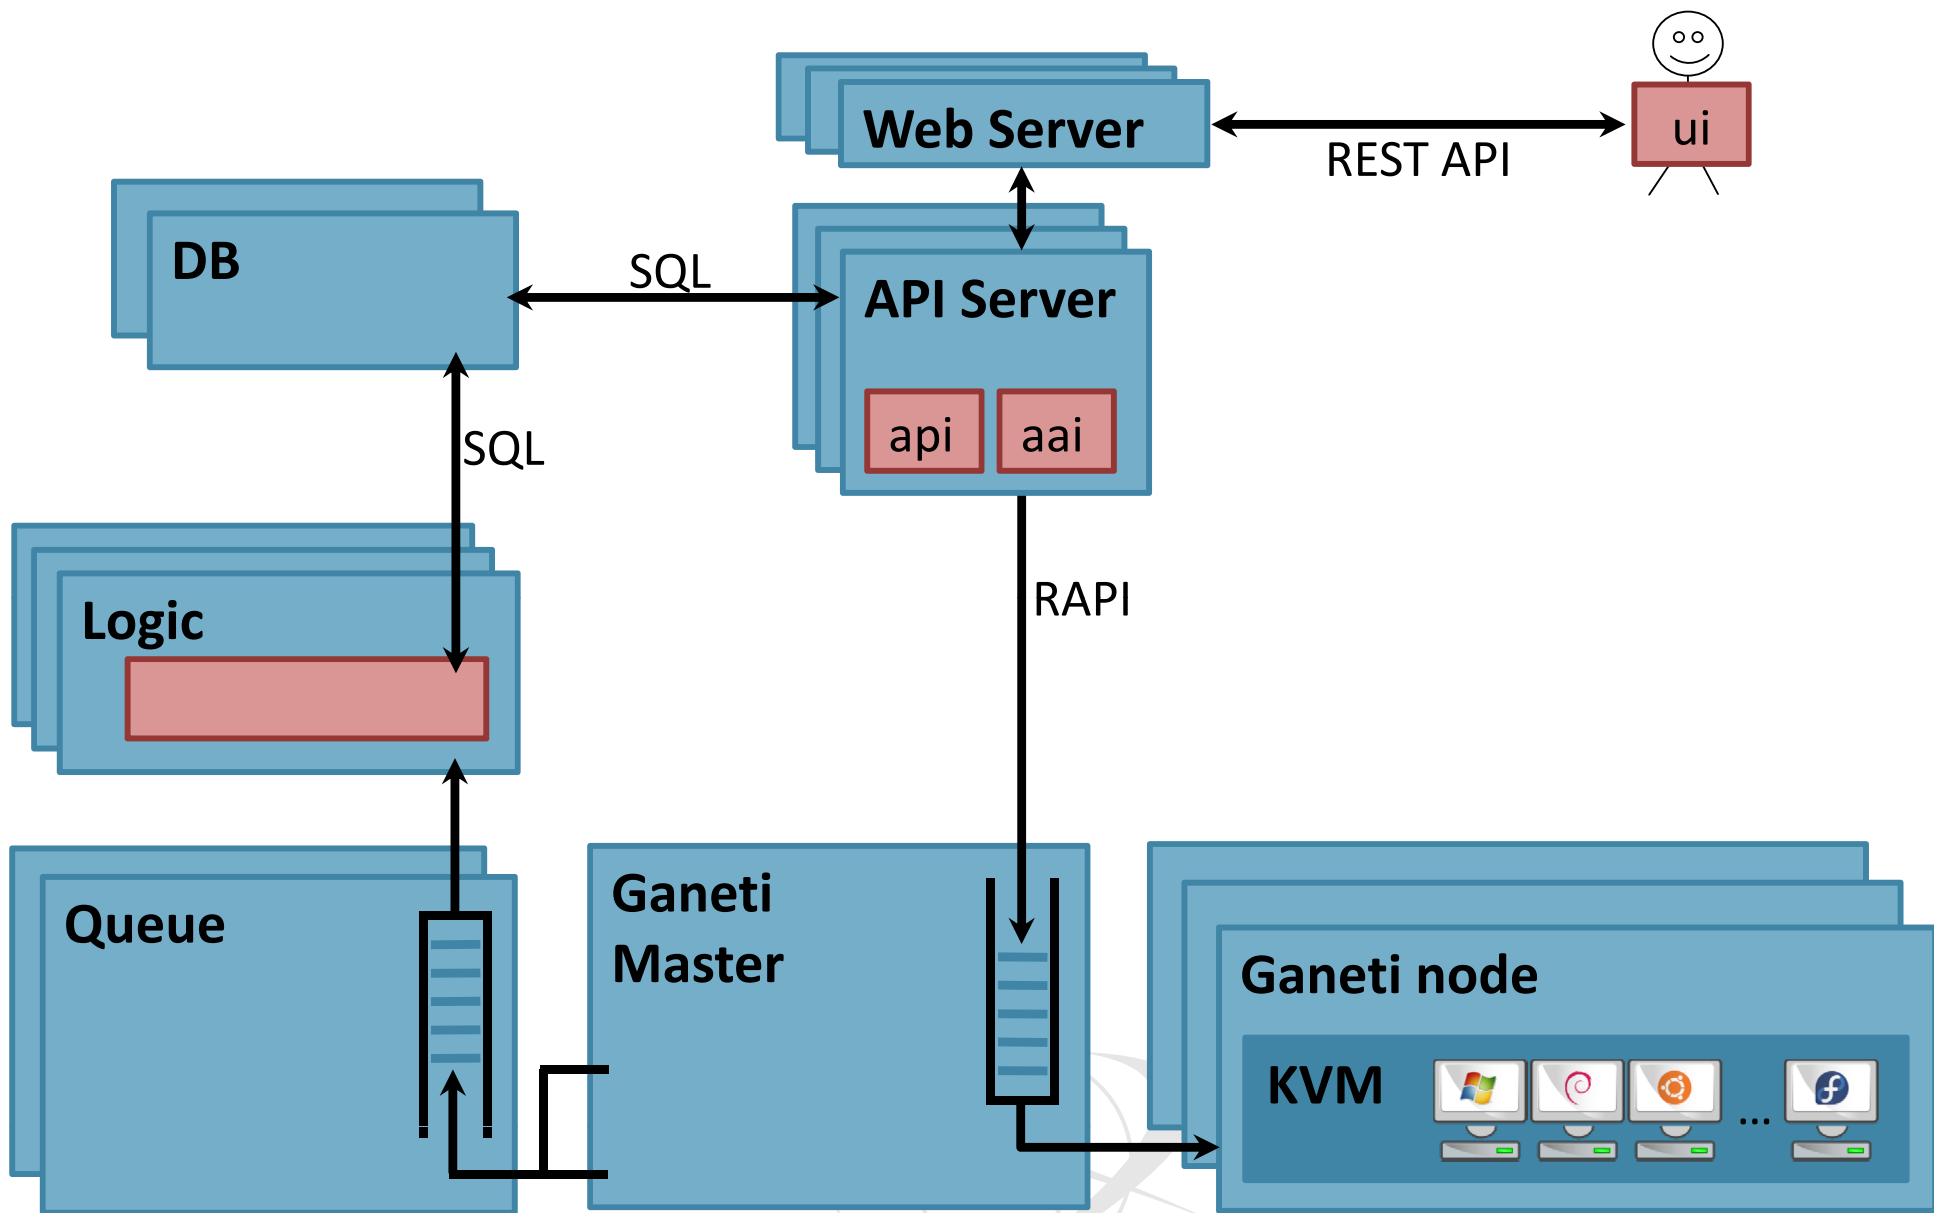 Web Server
REST API
ui
DB
SQL
API Server
api
aai
SQL
Logic
RAPI
Queue
Ganeti
Master
Ganeti node
KVM
...